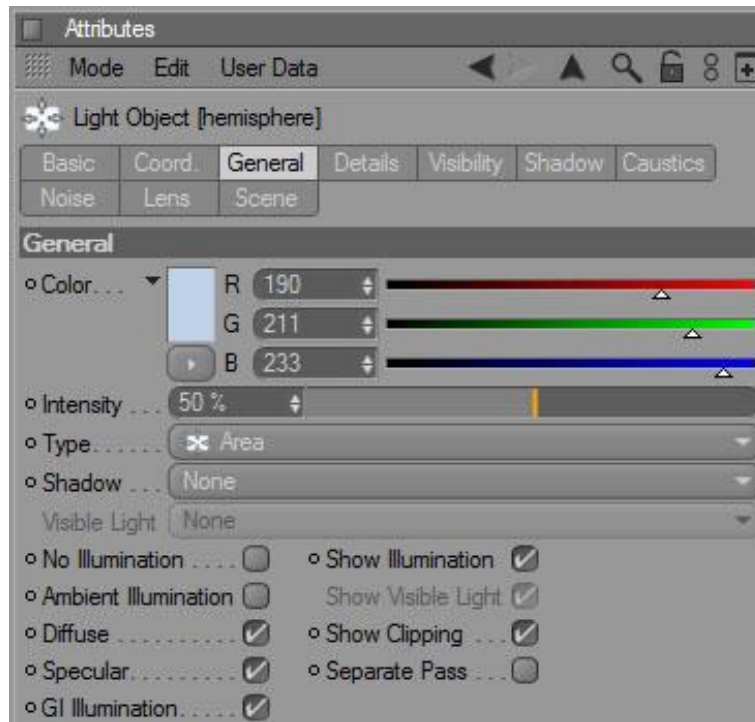 Attributes
Mode Edit User Data
Light Object [hemisphere]
Basic Coord. General Details Visibility Shadow Caustics
Noise Lens Scene
General
Color. . . R 190
G 211
B 233
Intensity . . . 50 %
Type. . . . . . Area
Shadow . . . . None
Visible Light None
No Illumination . . . . Show Illumination
Ambient Illumination Show Visible Light
Diffuse . . . . . . . . . . Show Clipping . . .
Specular. . . . . . . . . Separate Pass . . .
GI Illumination. . . . .